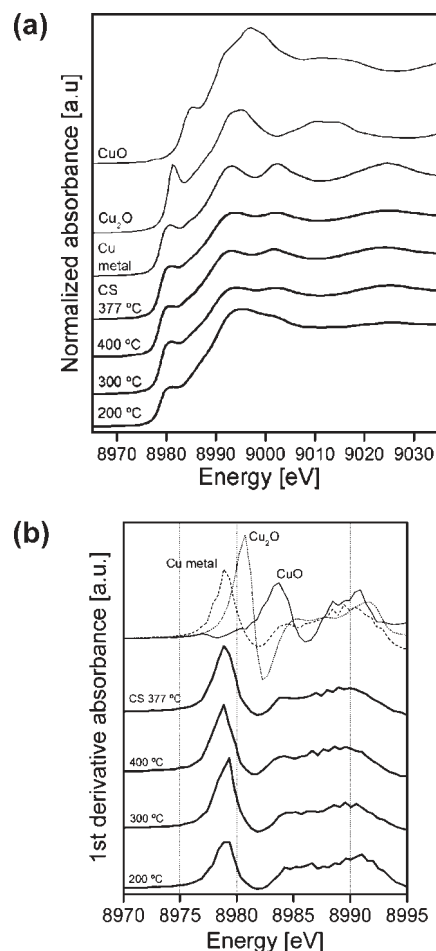 (a)
Normalized absorbance [a.u]
CuO
Cu₂O
Cu
metal
CS
377 ºC
400 ºC
300 ºC
200 ºC
8970 8980 8990 9000 9010 9020 9030
Energy [eV]
(b)
1st derivative absorbance [a.u.]
Cu₂O
Cu metal
CuO
CS 377 ºC
400 ºC
300 ºC
200 ºC
8970 8975 8980 8985 8990 8995
Energy [eV]